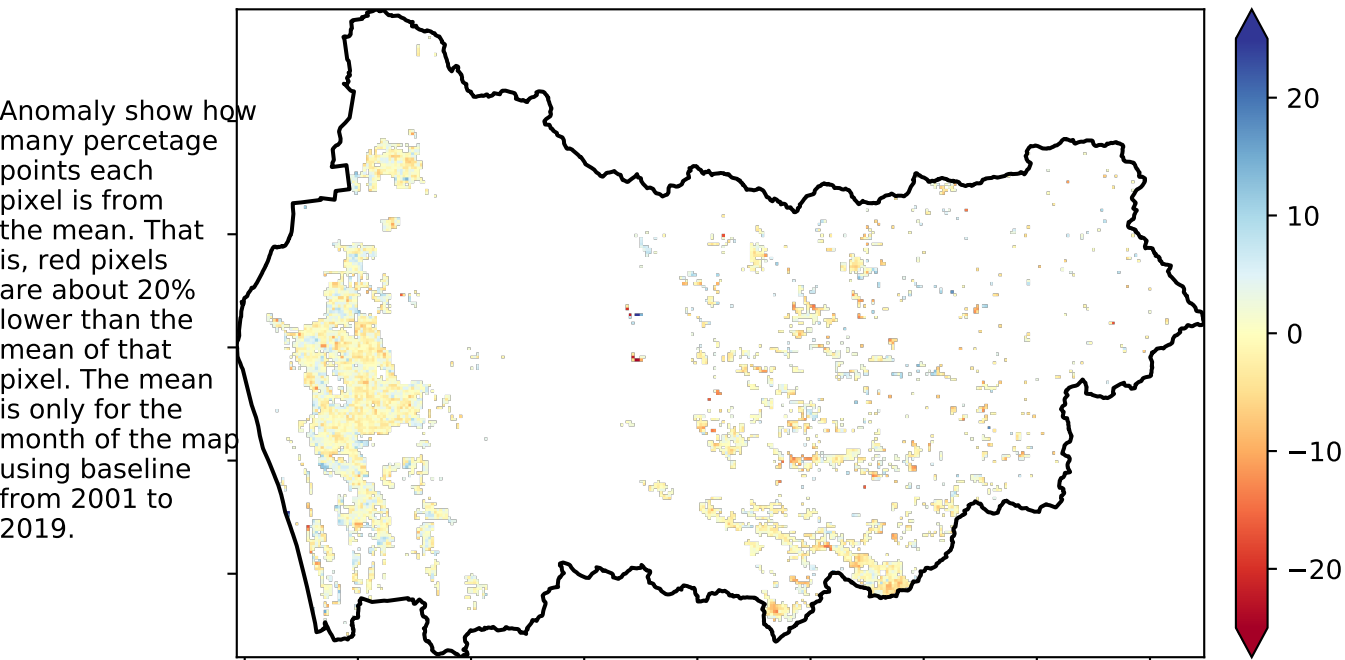 Anomaly show how
many percetage
points each
pixel is from
the mean. That
is, red pixels
are about 20%
lower than the
mean of that
pixel. The mean
is only for the
month of the map
using baseline
from 2001 to
2019.
20
10
0
−10
−20